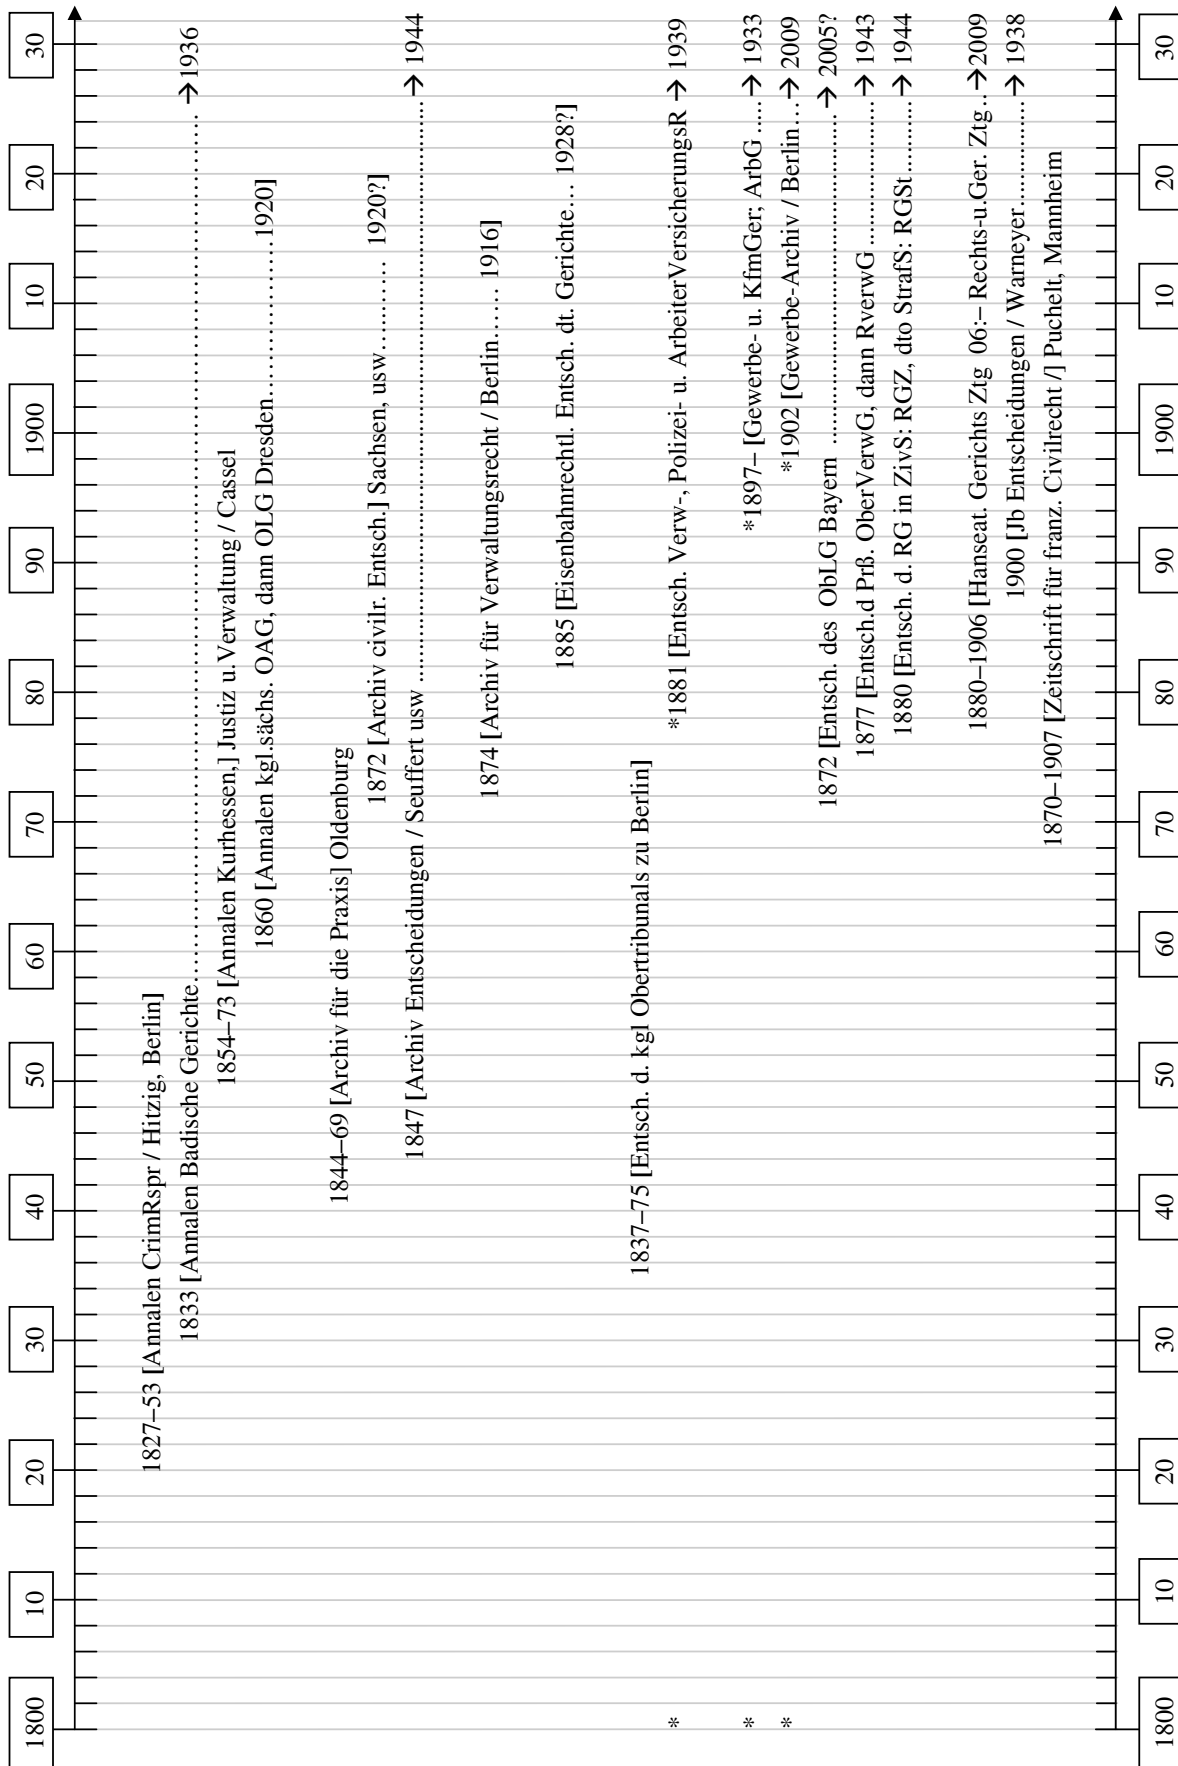 1800 10 20 30 40 50 60 70 80 90 1900 10 20 30
1827–53 [Annalen CrimRspr / Hitzig, Berlin]
1833 [Annalen Badische Gerichte........→1936
1854–73 [Annalen Kurhessen,] Justiz u.Verwaltung / Cassel
1860 [Annalen kgl.sächs. OAG, dann OLG Dresden........1920]
1844–69 [Archiv für die Praxis] Oldenburg
1872 [Archiv civilr. Entsch.] Sachsen, usw........ 1920?]
1847 [Archiv Entscheidungen / Seuffert usw ........→ 1944
1874 [Archiv für Verwaltungsrecht / Berlin........ 1916]
1885 [Eisenbahnrechtl. Entsch. dt. Gerichte... 1928?]
1837–75 [Entsch. d. kgl Obertribunals zu Berlin]
* *1881 [Entsch. Verw-, Polizei- u. ArbeiterVersicherungsR → 1939
* *1897– [Gewerbe- u. KfmGer; ArbG .....→ 1933
* *1902 [Gewerbe-Archiv / Berlin...→ 2009
1872 [Entsch. des ObLG Bayern ........→ 2005?
1877 [Entsch.d Prß. OberVerwG, dann RverwG ........→ 1943
1880 [Entsch. d. RG in ZivS: RGZ, dto StrafS: RGSt........→ 1944
1880–1906 [Hanseat. Gerichts Ztg 06:– Rechts-u.Ger. Ztg..→2009
1900 [Jb Entscheidungen / Warneyer........→ 1938
1870–1907 [Zeitschrift für franz. Civilrecht /] Puchelt, Mannheim
1800 10 20 30 40 50 60 70 80 90 1900 10 20 30